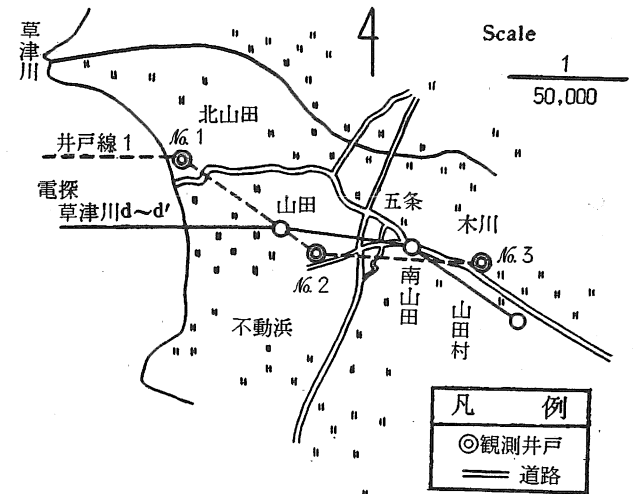 草津川
Scale
1
50,000
北山田
No.1
井戸線1
電探
草津川d~d′
山田
五条
木川
No.3
No.2
南山田
山田村
不動浜
凡例
観測井戸
道路